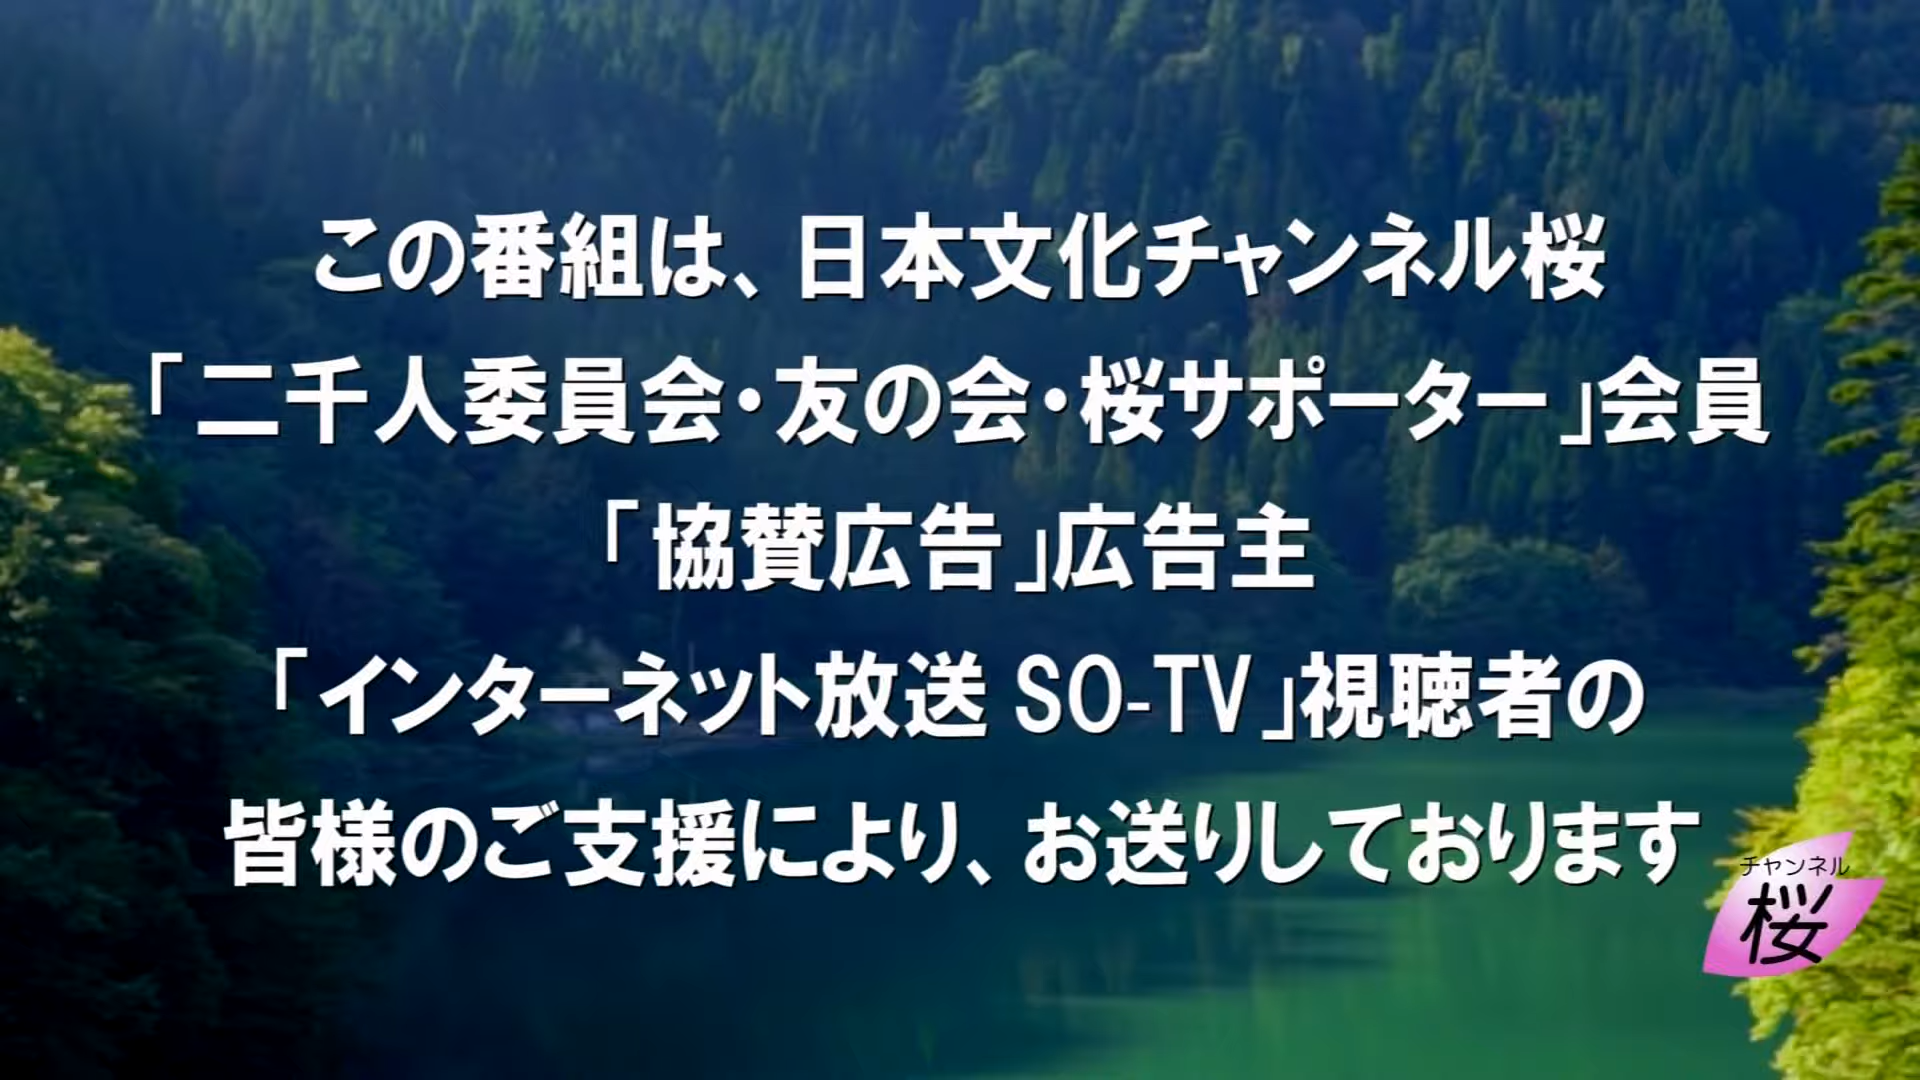 この番組は、日本文化チャンネル桜
「二千人委員会・友の会・桜サポーター」会員
「協賛広告」広告主
「インターネット放送 SO-TV」視聴者の
皆様のご支援により、お送りしております
チャンネル
桜